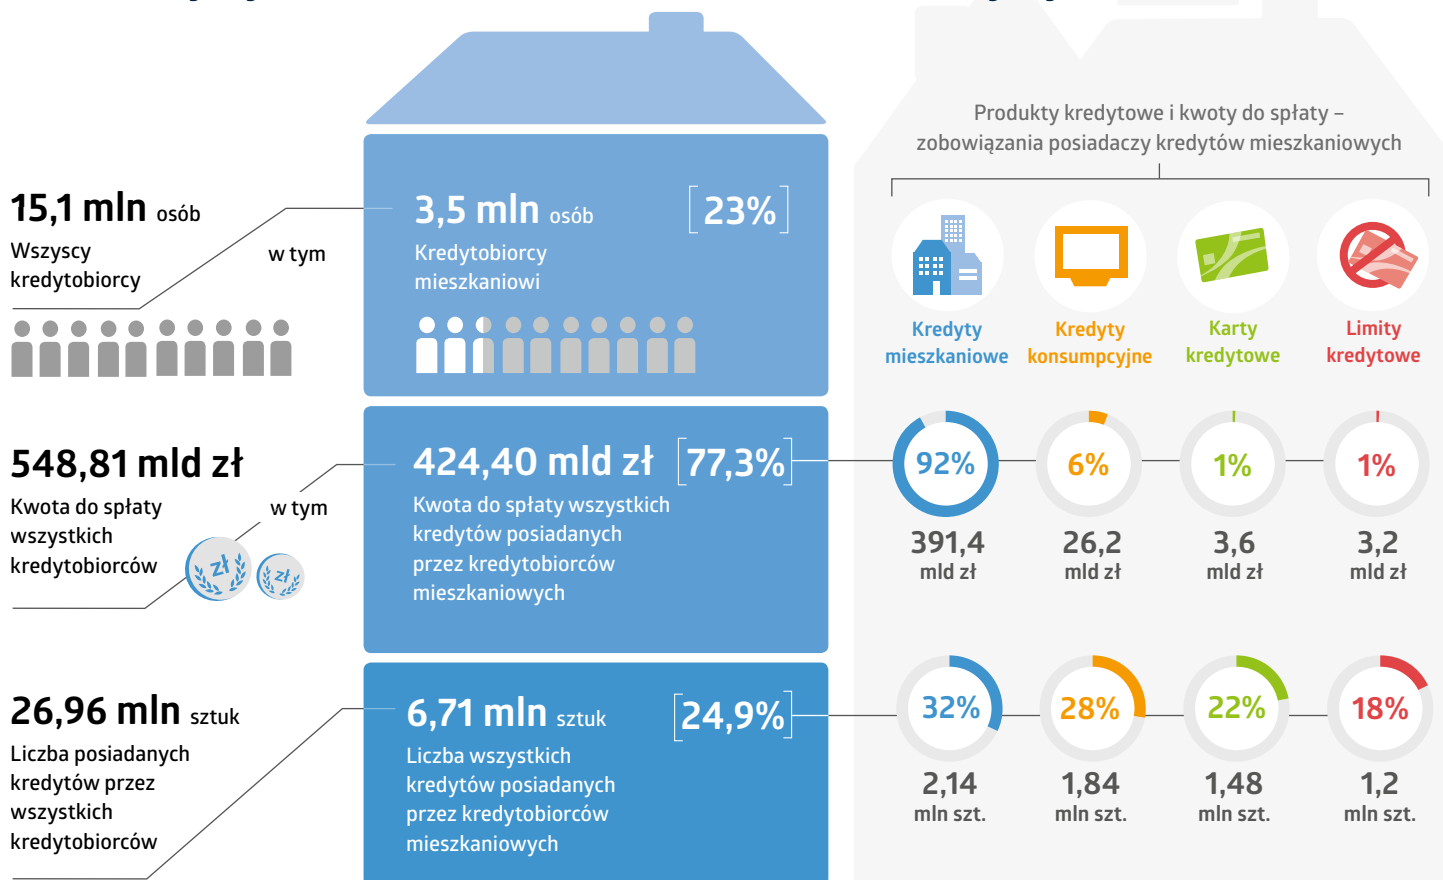 15,1 mln osób
Wszyscy
kredytobiorcy
w tym
3,5 mln osób
[23%]
Kredytobiorcy
mieszkaniowi
548,81 mld zł
Kwota do spłaty
wszystkich
kredytobiorców
w tym
zł
zł
424,40 mld zł
[77,3%]
Kwota do spłaty wszystkich
kredytów posiadanych
przez kredytobiorców
mieszkaniowych
26,96 mln sztuk
Liczba posiadanych
kredytów przez
wszystkich
kredytobiorców
6,71 mln sztuk
[24,9%]
Liczba wszystkich
kredytów posiadanych
przez kredytobiorców
mieszkaniowych
Produkty kredytowe i kwoty do spłaty –
zobowiązania posiadaczy kredytów mieszkaniowych
Kredyty
mieszkaniowe
Kredyty
konsumpcyjne
Karty
kredytowe
Limity
kredytowe
92%
6%
1%
1%
391,4
mld zł
26,2
mld zł
3,6
mld zł
3,2
mld zł
32%
28%
22%
18%
2,14
mln szt.
1,84
mln szt.
1,48
mln szt.
1,2
mln szt.